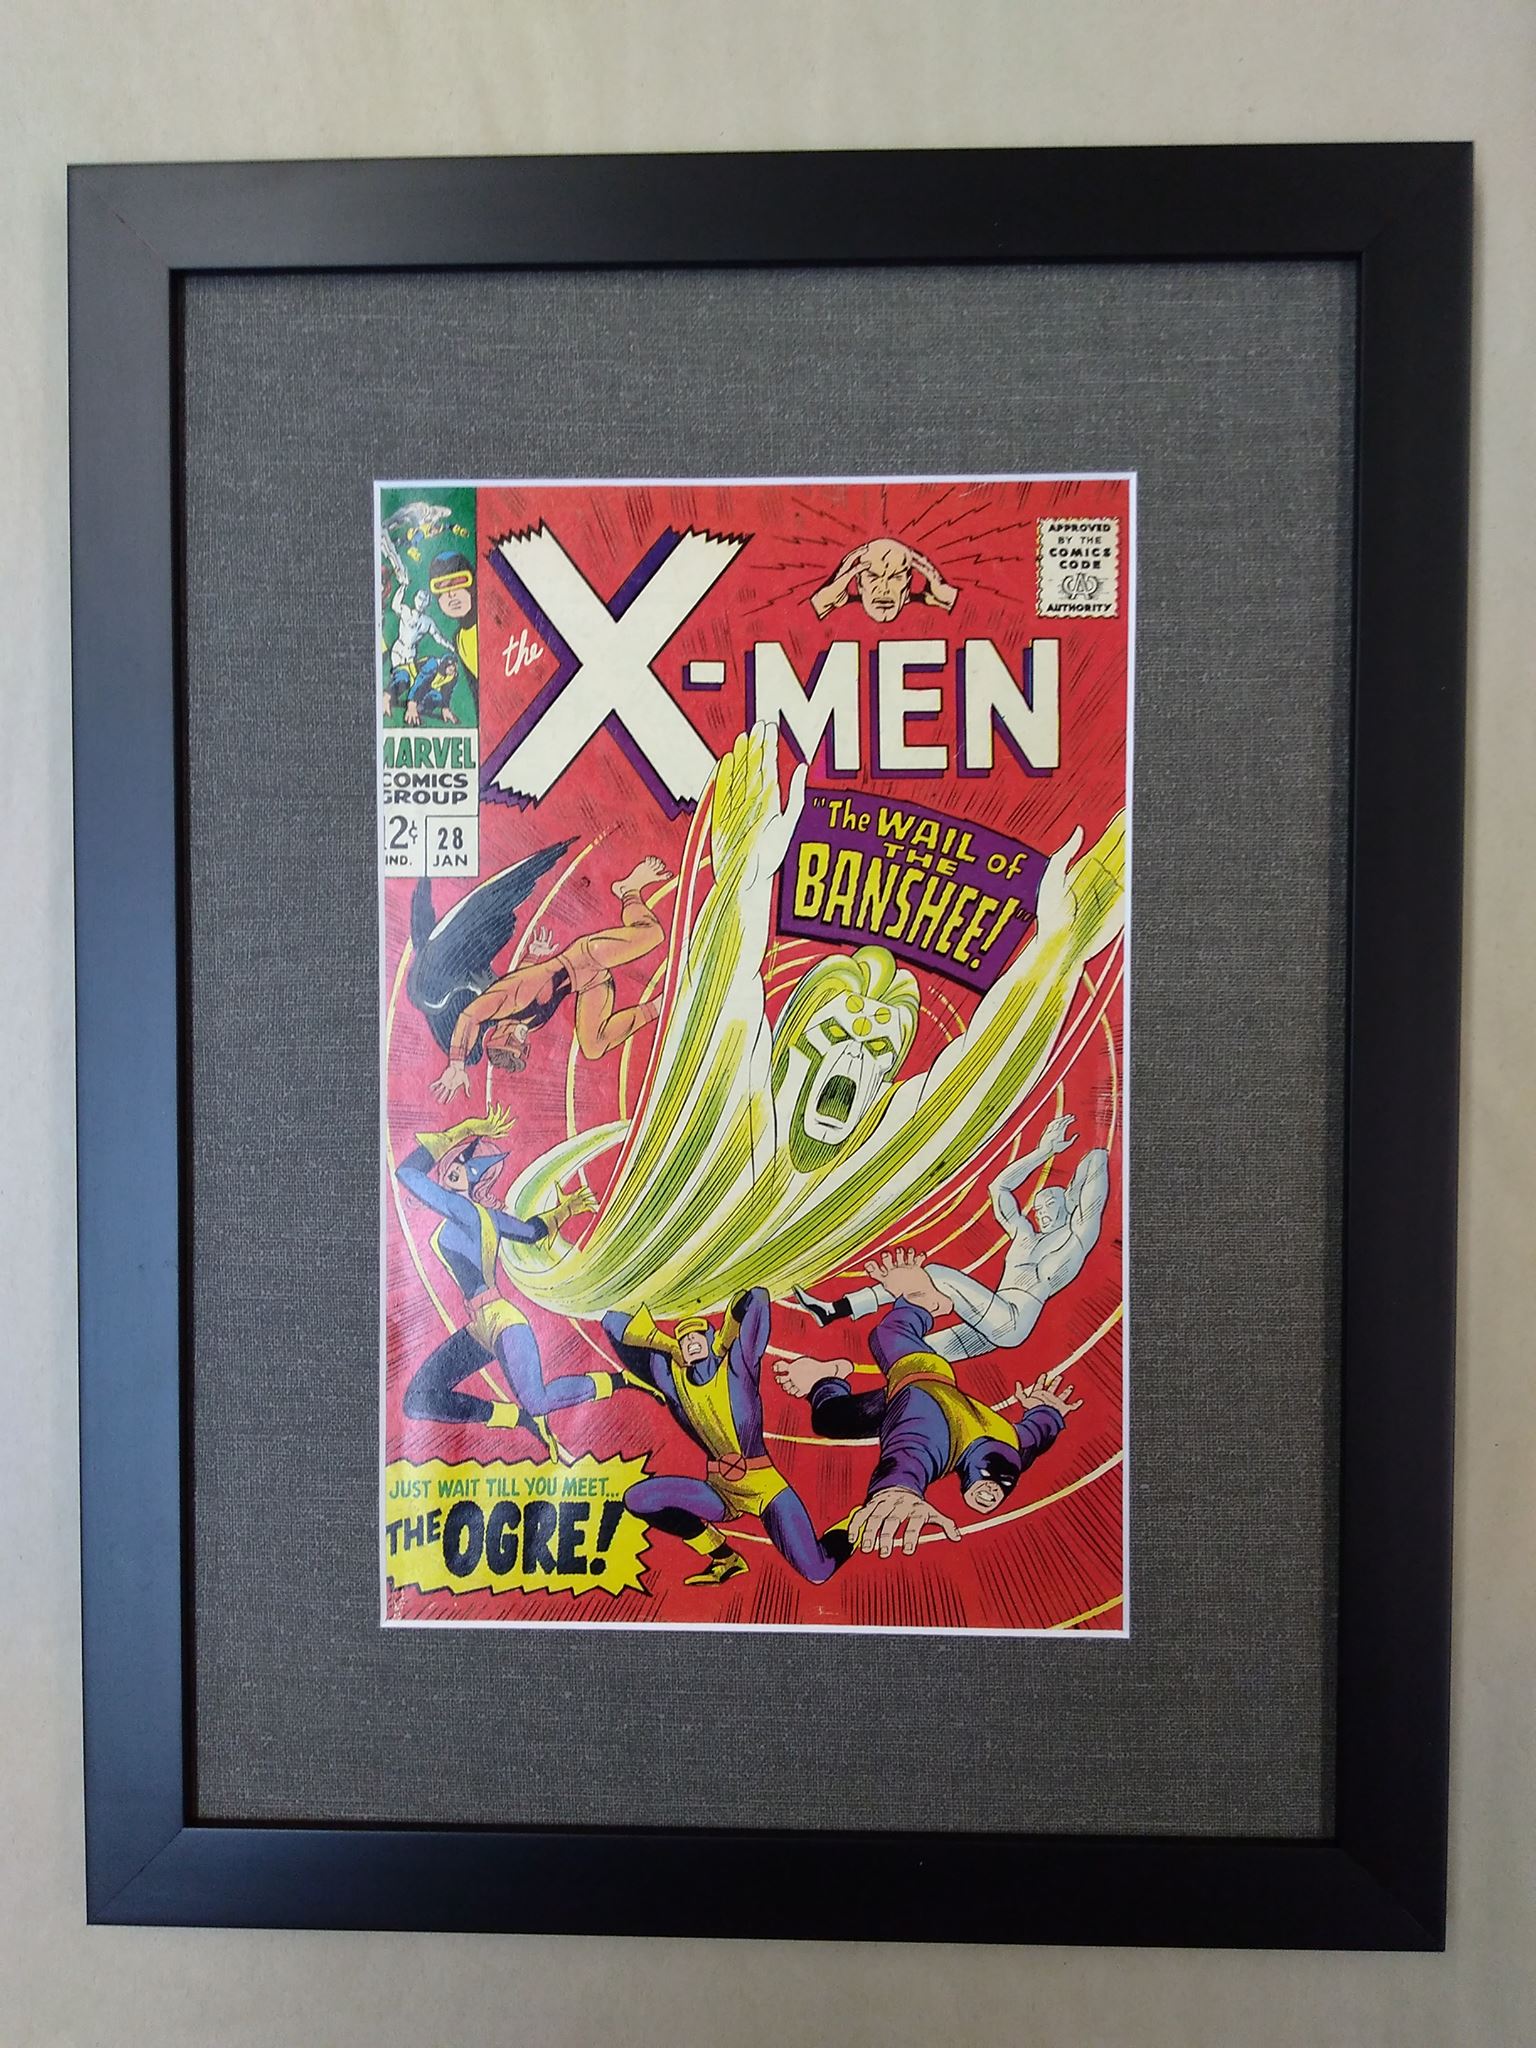 the
X-MEN
APPROVED
BY THE
COMICS
CODE
CA
AUTHORITY
MARVEL
COMICS
GROUP
12¢
IND.
28
JAN
"The WAIL of
THE
BANSHEE!"
JUST WAIT TILL YOU MEET...
THE OGRE!